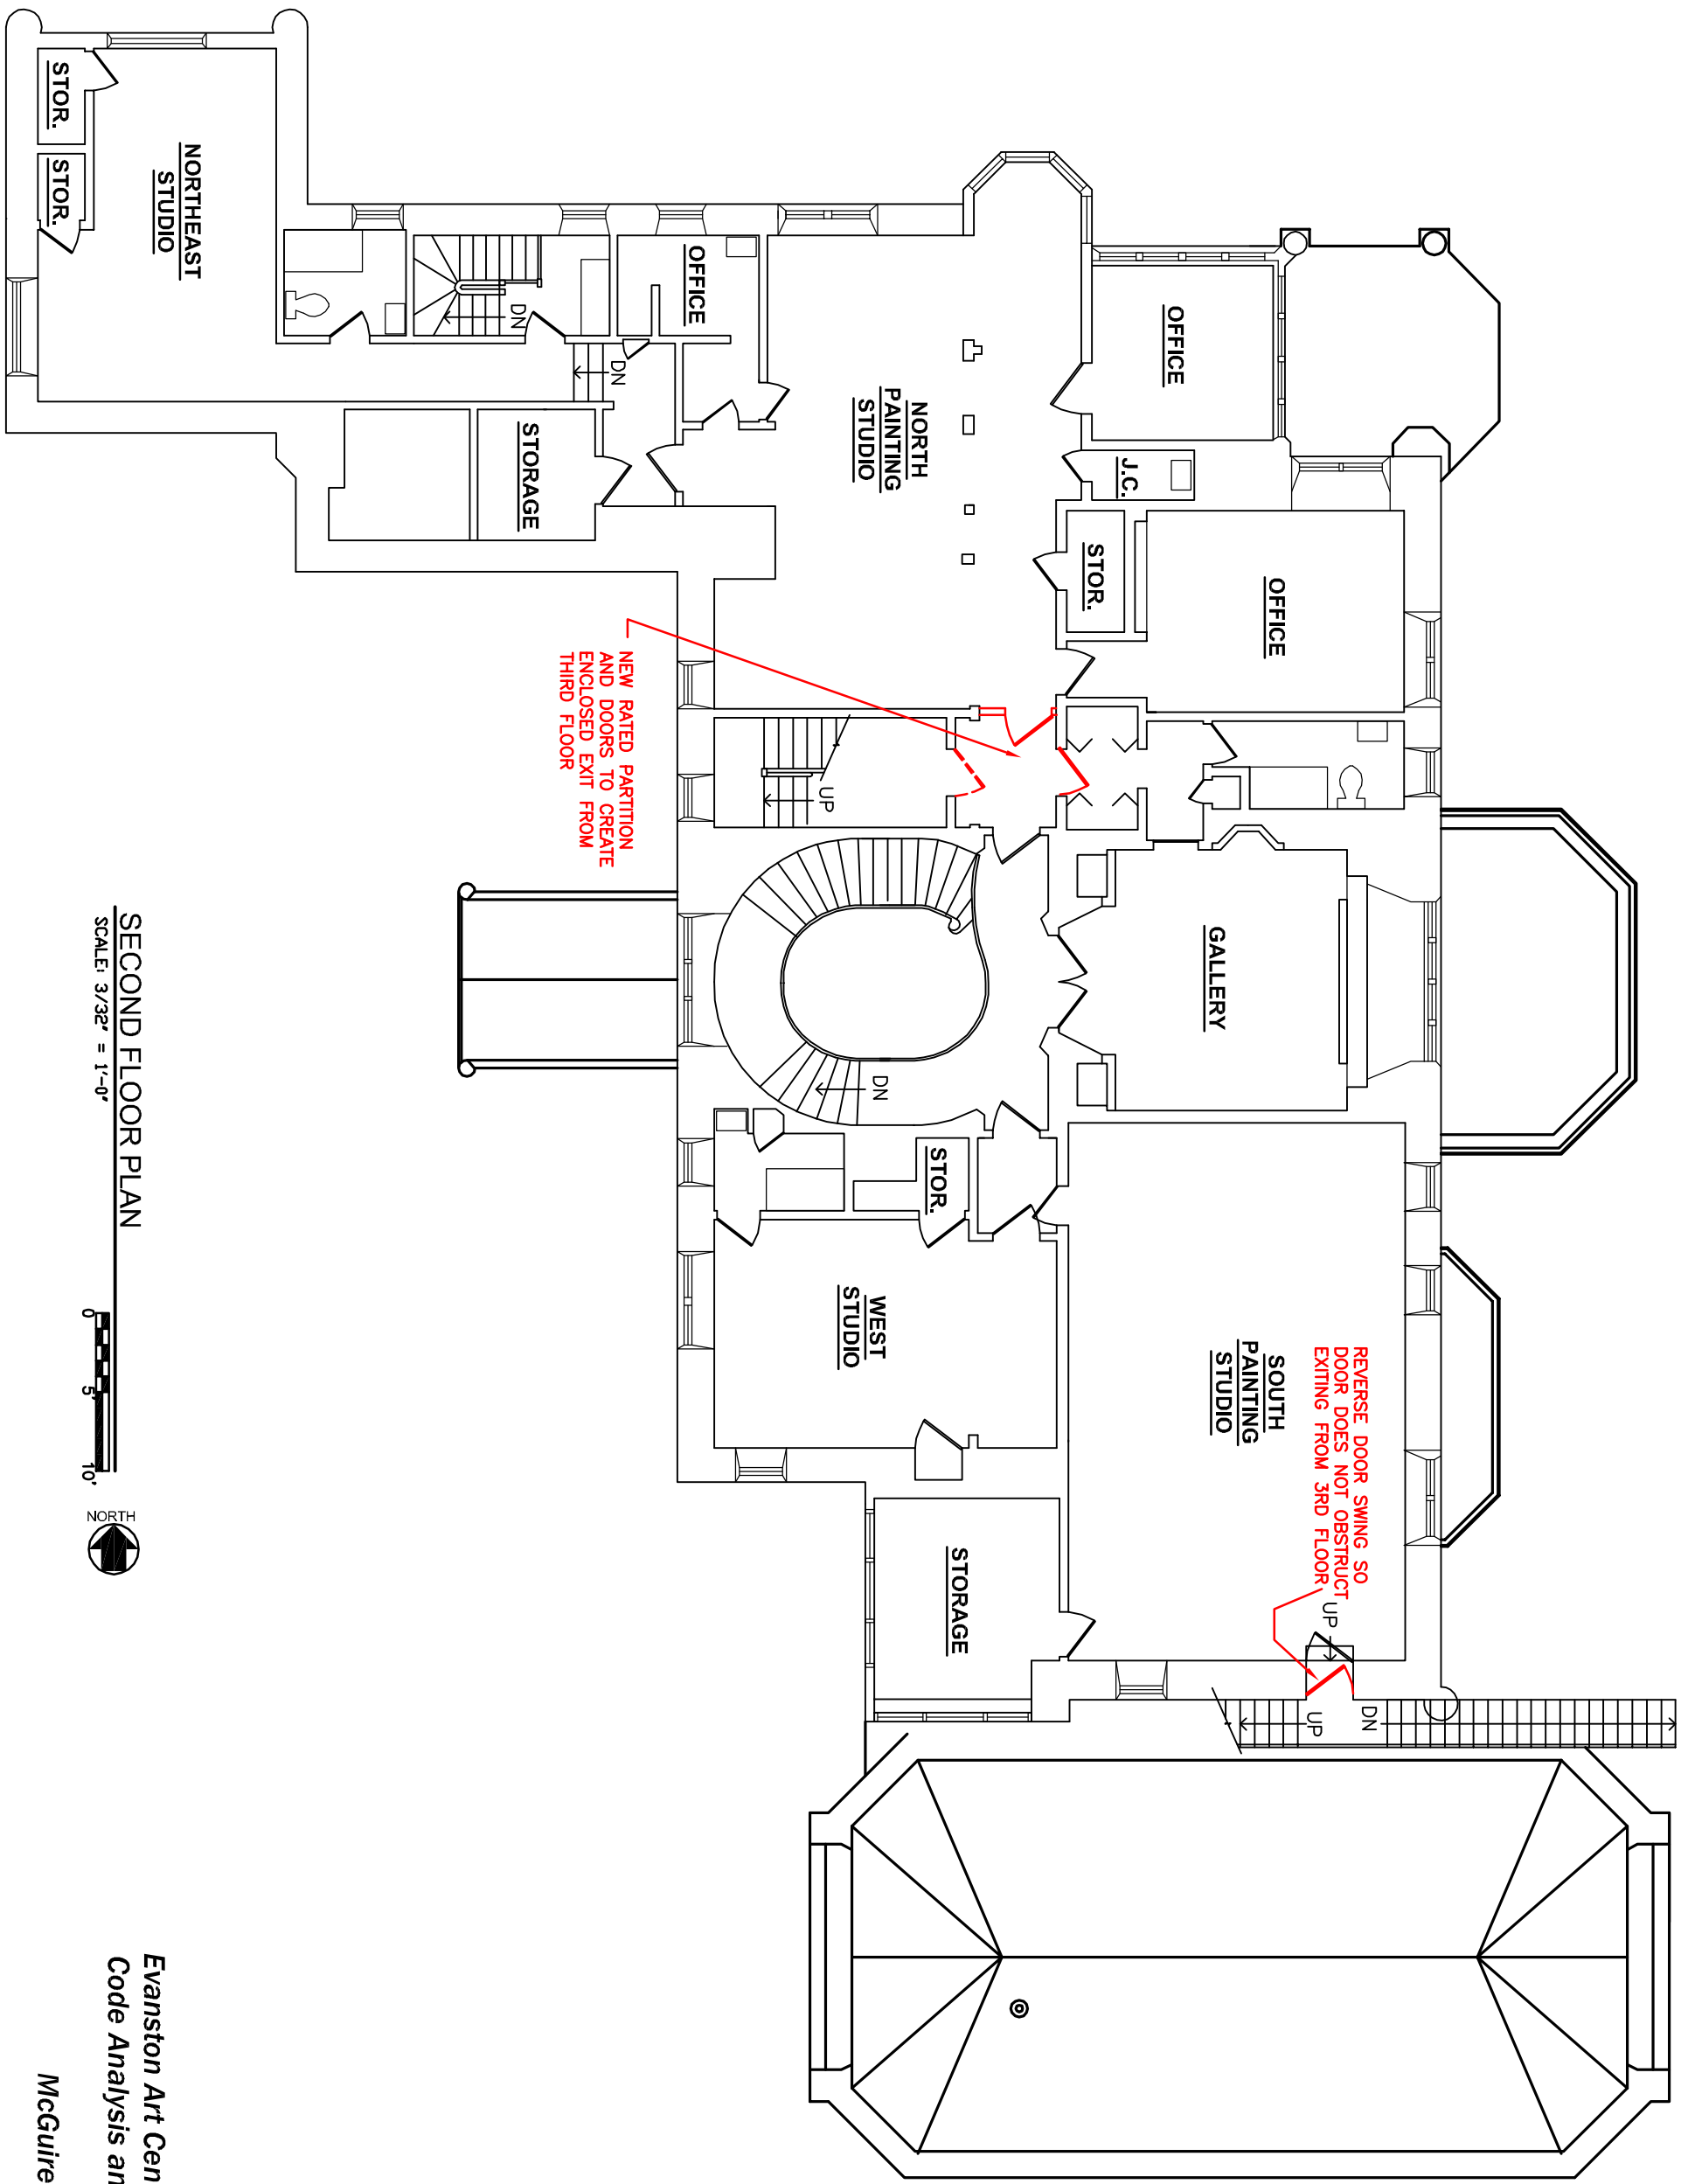 STOR.
STOR.
NORTHEAST
STUDIO
DN
DN
OFFICE
STORAGE
NORTH
PAINTING
STUDIO
OFFICE
J.C.
STOR.
OFFICE
NEW RATED PARTITION
AND DOORS TO CREATE
ENCLOSED EXIT FROM
THIRD FLOOR
UP
DN
GALLERY
STOR.
WEST
STUDIO
SOUTH
PAINTING
STUDIO
REVERSE DOOR SWING SO
DOOR DOES NOT OBSTRUCT
EXITING FROM 3RD FLOOR
UP
STORAGE
DN
UP
SECOND FLOOR PLAN
SCALE: 3/32" = 1'-0"
0
5'
10'
NORTH
Evanston Art Cen
Code Analysis an
McGuire